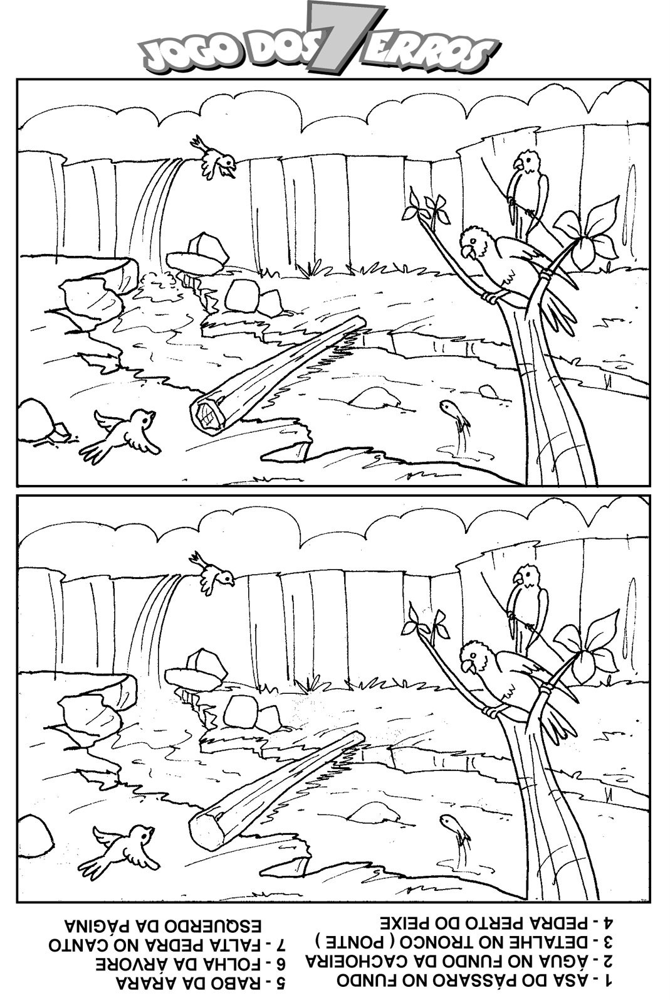 JOGO DOS 7 ERROS
1 - ASA DO PÁSSARO NO FUNDO
2 - ÁGUA NO FUNDO DA CACHOEIRA
3 - DETALHE NO TRONCO ( PONTE )
4 - PEDRA PERTO DO PEIXE
5 - RABO DA ARARA
6 - FOLHA DA ÁRVORE
7 - FALTA PEDRA NO CANTO
ESQUERDO DA PÁGINA